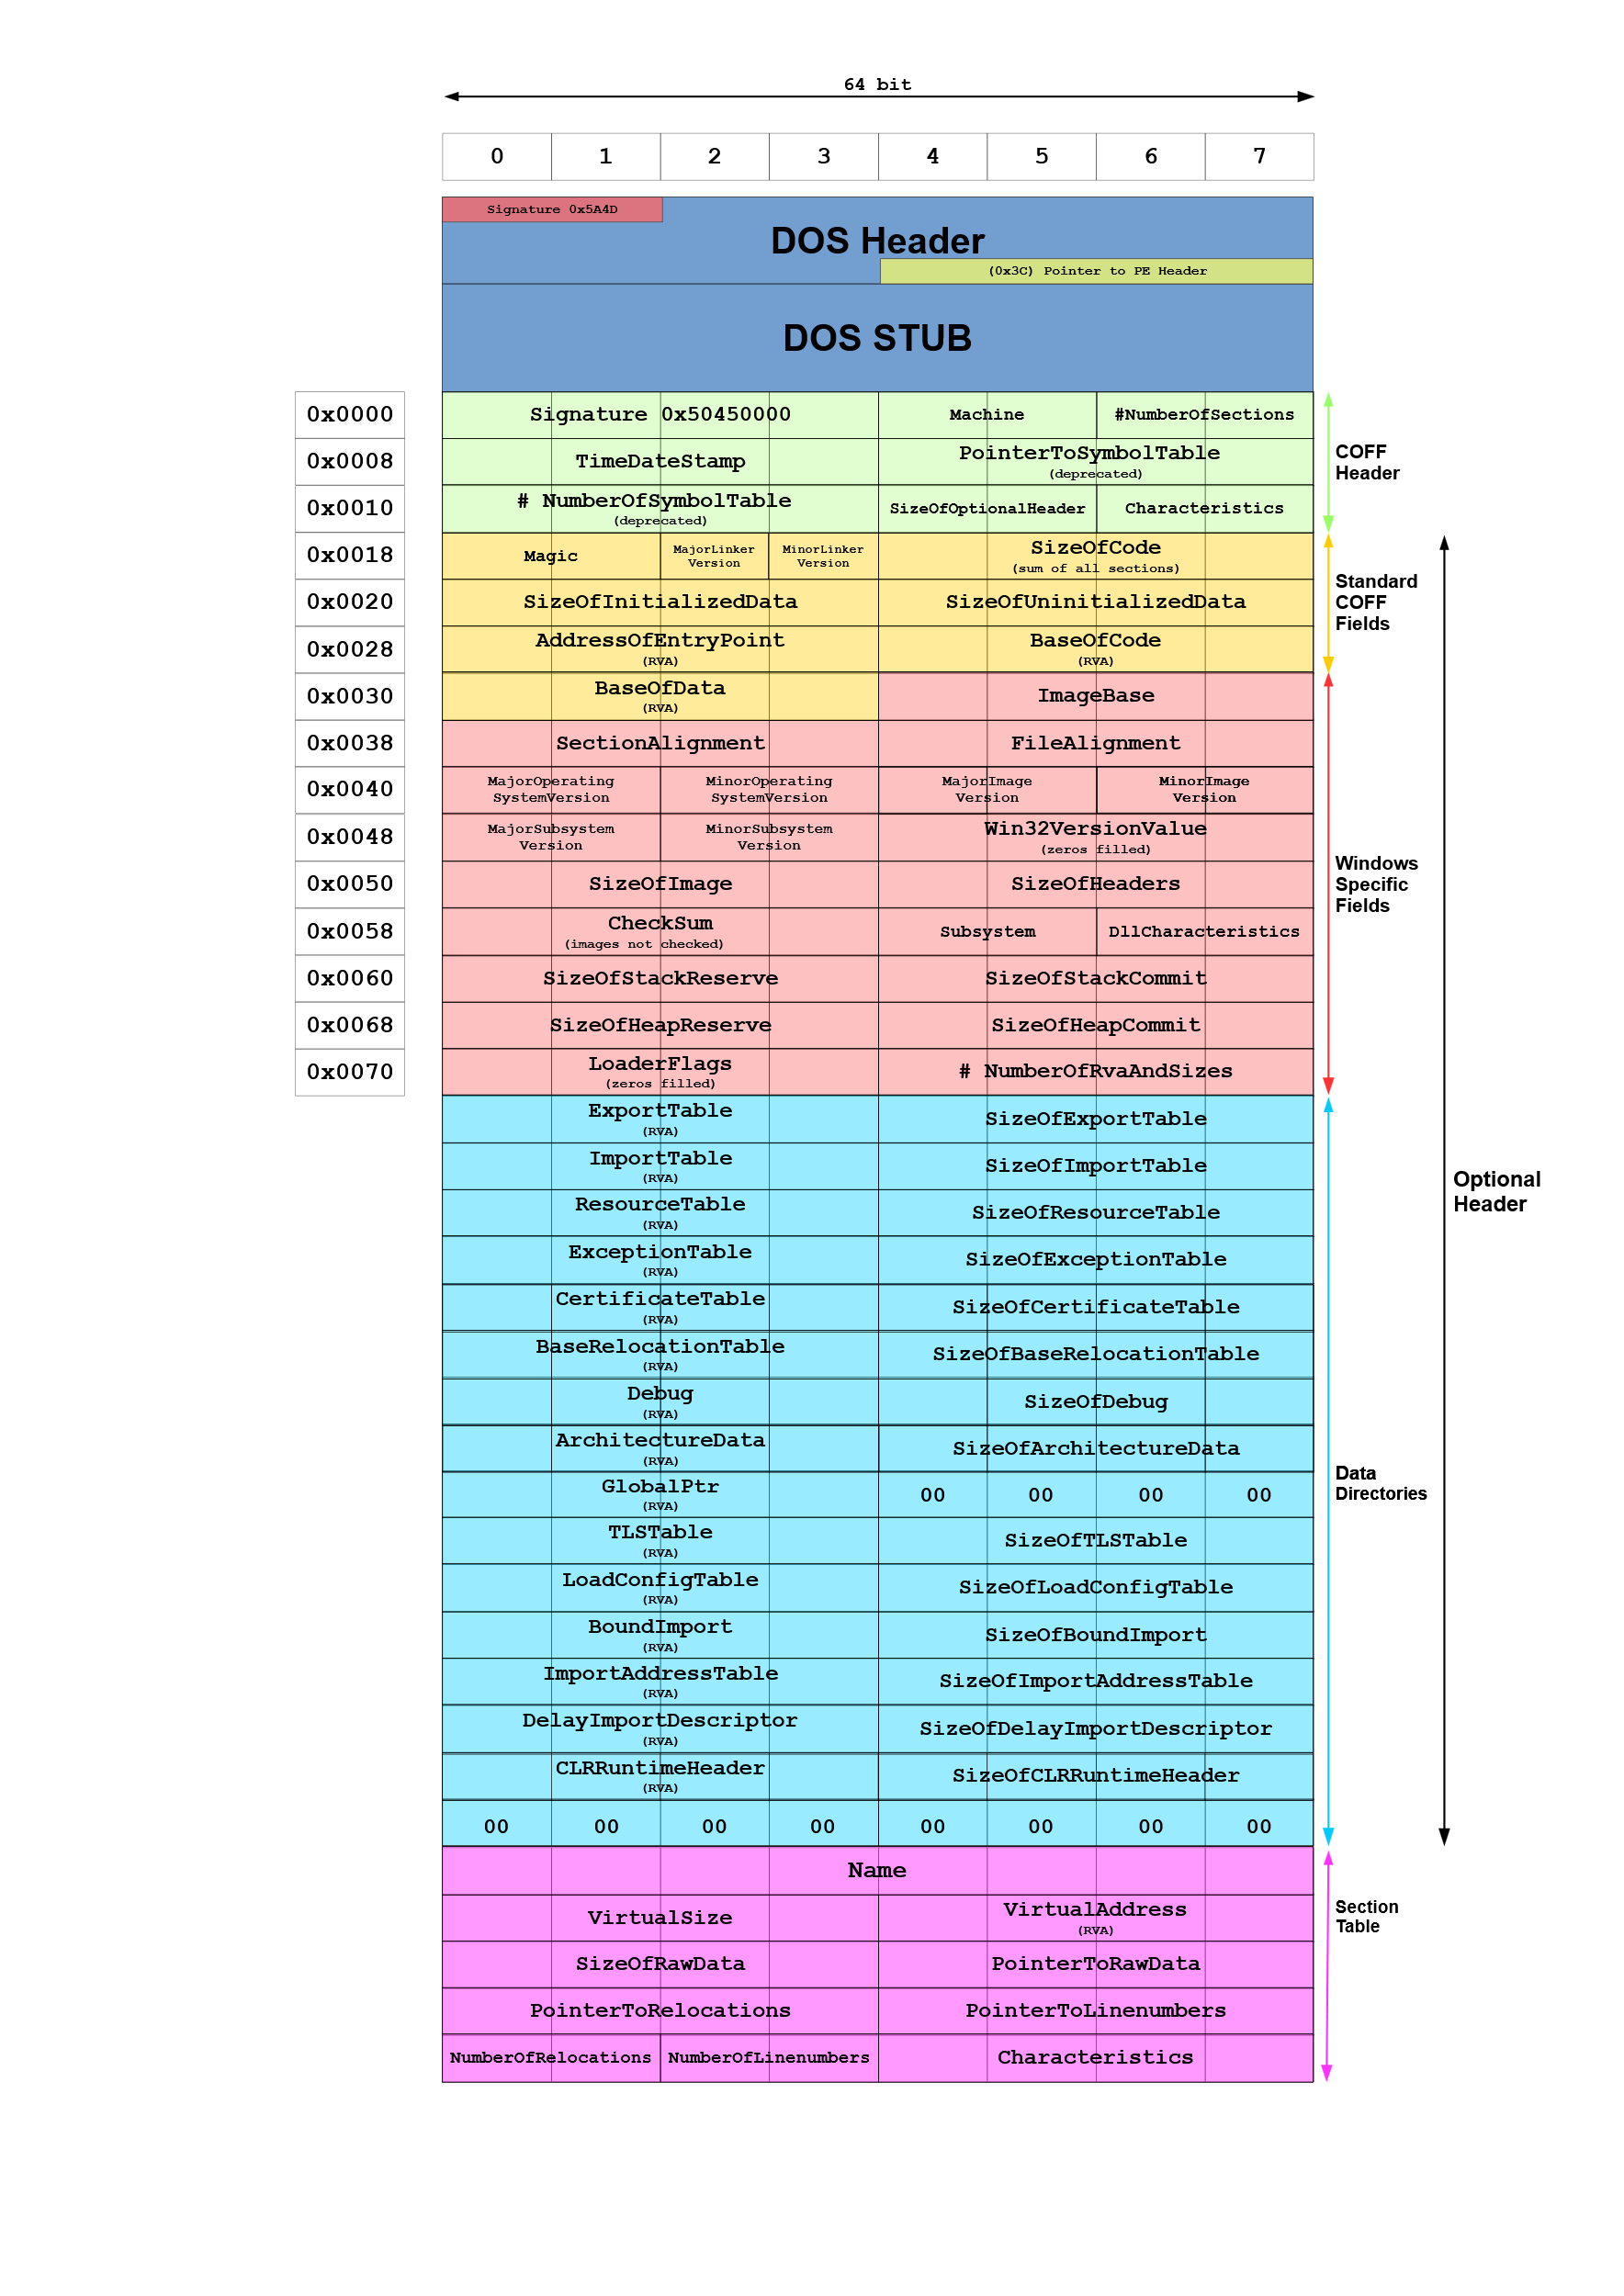 64 bit
0 1 2 3 4 5 6 7
Signature 0x5A4D
DOS Header
(0x3C) Pointer to PE Header
DOS STUB
0x0000 Signature 0x50450000 Machine #NumberOfSections
COFF
Header
0x0008 TimeDateStamp PointerToSymbolTable
(deprecated)
0x0010 # NumberOfSymbolTable
(deprecated)
SizeOfOptionalHeader Characteristics
0x0018 Magic
MajorLinker
Version
MinorLinker
Version
SizeOfCode
(sum of all sections)
Standard
COFF
Fields
0x0020 SizeOfInitializedData SizeOfUninitializedData
0x0028 AddressOfEntryPoint
(RVA)
BaseOfCode
(RVA)
0x0030 BaseOfData
(RVA)
ImageBase
0x0038 SectionAlignment FileAlignment
0x0040 MajorOperating
SystemVersion
MinorOperating
SystemVersion
MajorImage
Version
MinorImage
Version
0x0048 MajorSubsystem
Version
MinorSubsystem
Version
Win32VersionValue
(zeros filled)
Windows
Specific
Fields
0x0050 SizeOfImage SizeOfHeaders
0x0058 CheckSum
(images not checked)
Subsystem DllCharacteristics
0x0060 SizeOfStackReserve SizeOfStackCommit
0x0068 SizeOfHeapReserve SizeOfHeapCommit
0x0070 LoaderFlags
(zeros filled)
# NumberOfRvaAndSizes
ExportTable
(RVA)
SizeOfExportTable
ImportTable
(RVA)
SizeOfImportTable
Optional
Header
ResourceTable
(RVA)
SizeOfResourceTable
ExceptionTable
(RVA)
SizeOfExceptionTable
CertificateTable
(RVA)
SizeOfCertificateTable
BaseRelocationTable
(RVA)
SizeOfBaseRelocationTable
Debug
(RVA)
SizeOfDebug
ArchitectureData
(RVA)
SizeOfArchitectureData
Data
Directories
GlobalPtr
(RVA)
00 00 00 00
TLSTable
(RVA)
SizeOfTLSTable
LoadConfigTable
(RVA)
SizeOfLoadConfigTable
BoundImport
(RVA)
SizeOfBoundImport
ImportAddressTable
(RVA)
SizeOfImportAddressTable
DelayImportDescriptor
(RVA)
SizeOfDelayImportDescriptor
CLRRuntimeHeader
(RVA)
SizeOfCLRRuntimeHeader
00 00 00 00 00 00 00 00
Name
VirtualSize VirtualAddress
(RVA)
Section
Table
SizeOfRawData PointerToRawData
PointerToRelocations PointerToLinenumbers
NumberOfRelocations NumberOfLinenumbers Characteristics